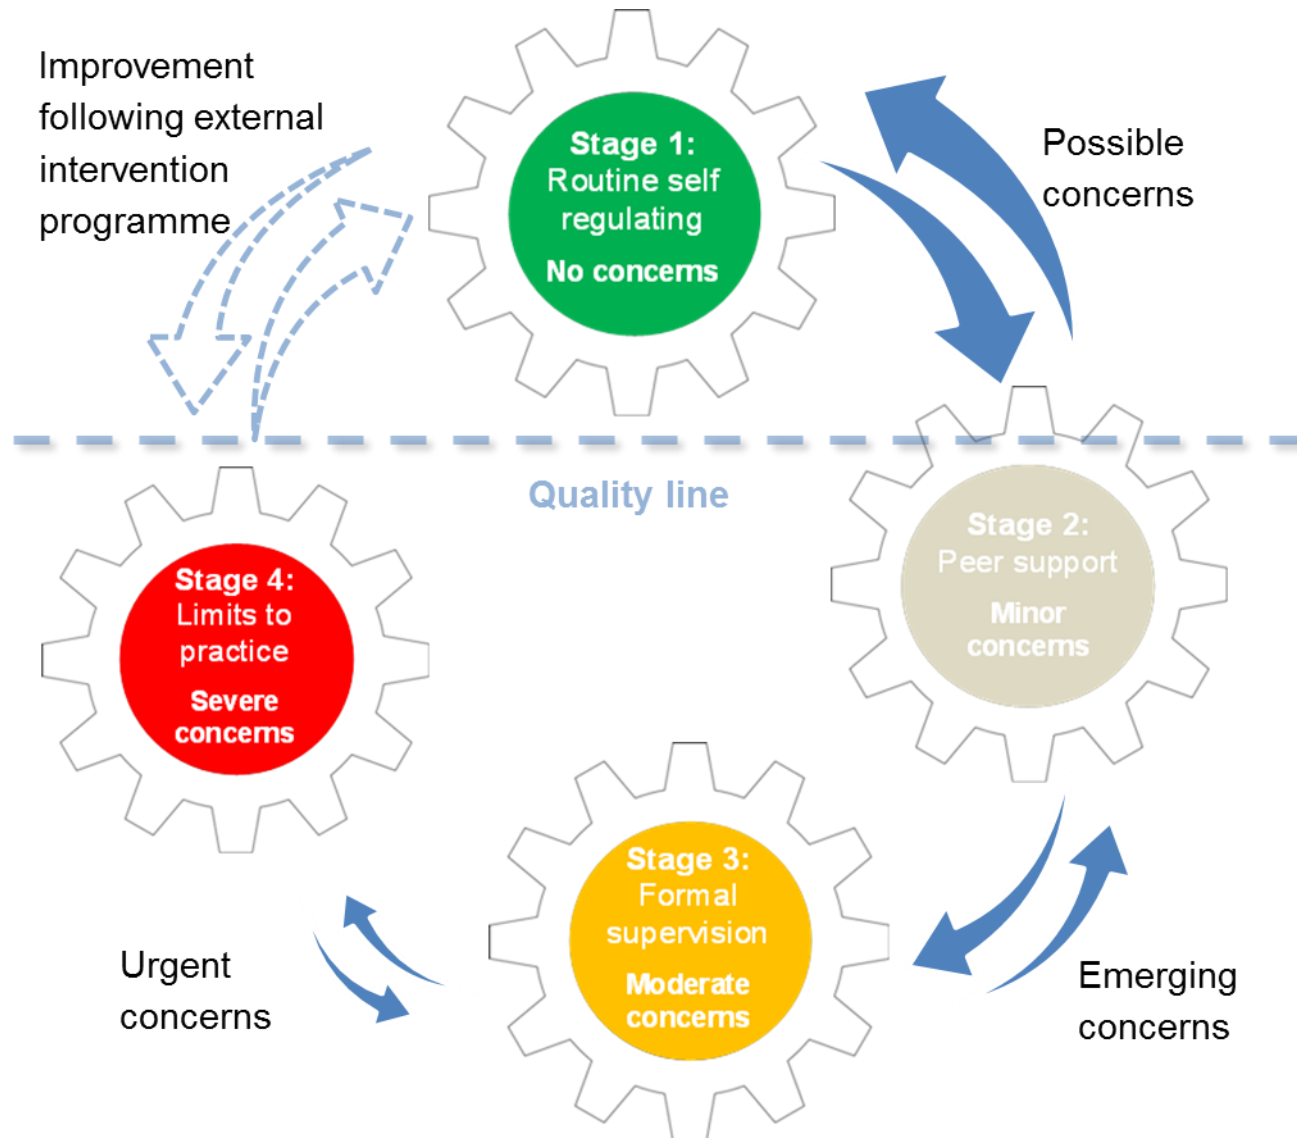 Improvement
following external
intervention
programme
Stage 1:
Routine self
regulating
No concerns
Possible
concerns
Quality line
Stage 2:
Peer support
Minor
concerns
Stage 4:
Limits to
practice
Severe
concerns
Stage 3:
Formal
supervision
Moderate
concerns
Urgent
concerns
Emerging
concerns